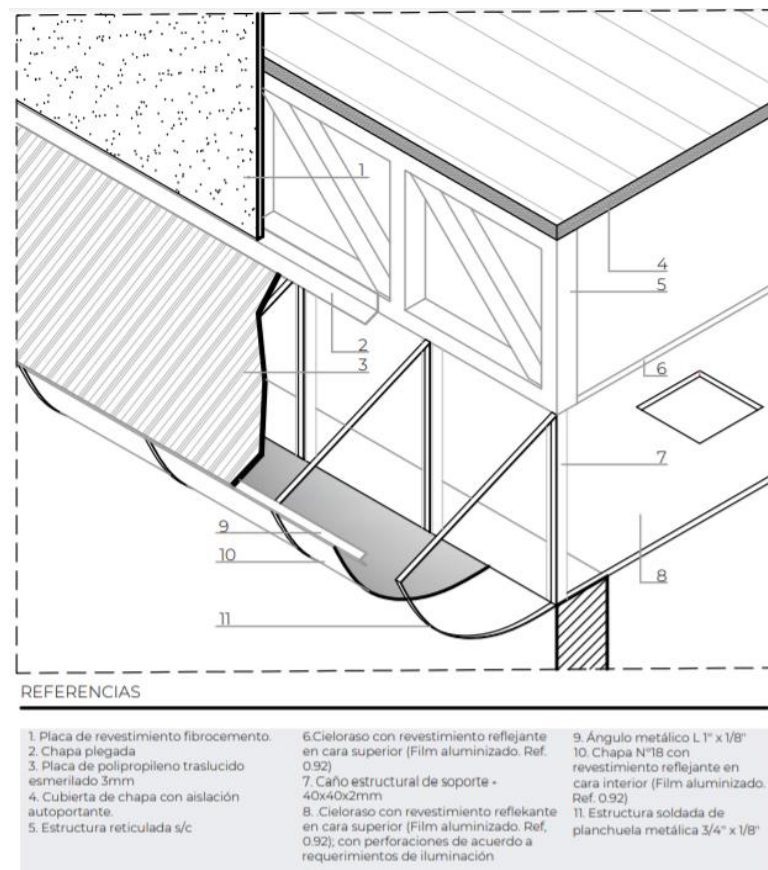 1
4
5
2
6
3
7
9
10
8
11
REFERENCIAS
1. Placa de revestimiento fibrocemento.
2. Chapa plegada
3. Placa de polipropileno traslucido
esmerilado 3mm
4. Cubierta de chapa con aislación
autoportante.
5. Estructura reticulada s/c
6.Cieloraso con revestimiento reflejante
en cara superior (Film aluminizado. Ref.
0.92)
7. Caño estructural de soporte -
40x40x2mm
8. .Cieloraso con revestimiento reflekante
en cara superior (Film aluminizado. Ref,
0.92); con perforaciones de acuerdo a
requerimientos de iluminación
9. Ángulo metálico L 1" x 1/8"
10. Chapa N°18 con
revestimiento reflejante en
cara interior (Film aluminizado.
Ref. 0.92)
11. Estructura soldada de
planchuela metálica 3/4" x 1/8"